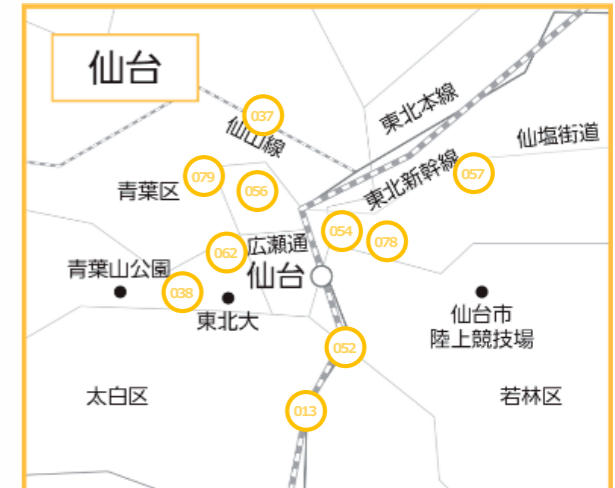 仙台
037
仙山線
東北本線
仙塩街道
東北新幹線
057
079
056
青葉区
054
078
062
広瀬通
仙台
青葉山公園
038
東北大
仙台市
陸上競技場
052
太白区
若林区
013